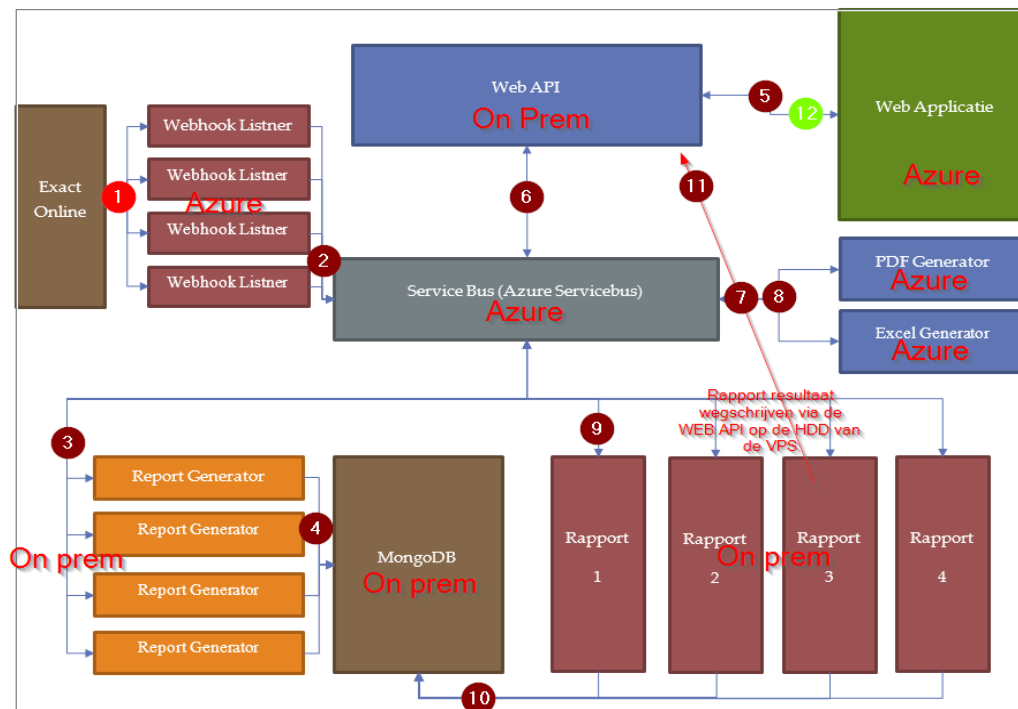 Web API
On Prem
5
12
Web Applicatie
Azure
Exact
Online
1
Webhook Listner
Webhook Listner
Azure
Webhook Listner
Webhook Listner
2
6
11
Service Bus (Azure Servicebus)
Azure
7
8
PDF Generator
Azure
Excel Generator
Azure
Rapport resultaat
wegschrijven via de
WEB API op de HDD van
de VPS
3
9
Report Generator
Report Generator
On prem
Report Generator
Report Generator
4
MongoDB
On prem
Rapport
1
Rapport
2
On prem
Rapport
3
Rapport
4
10